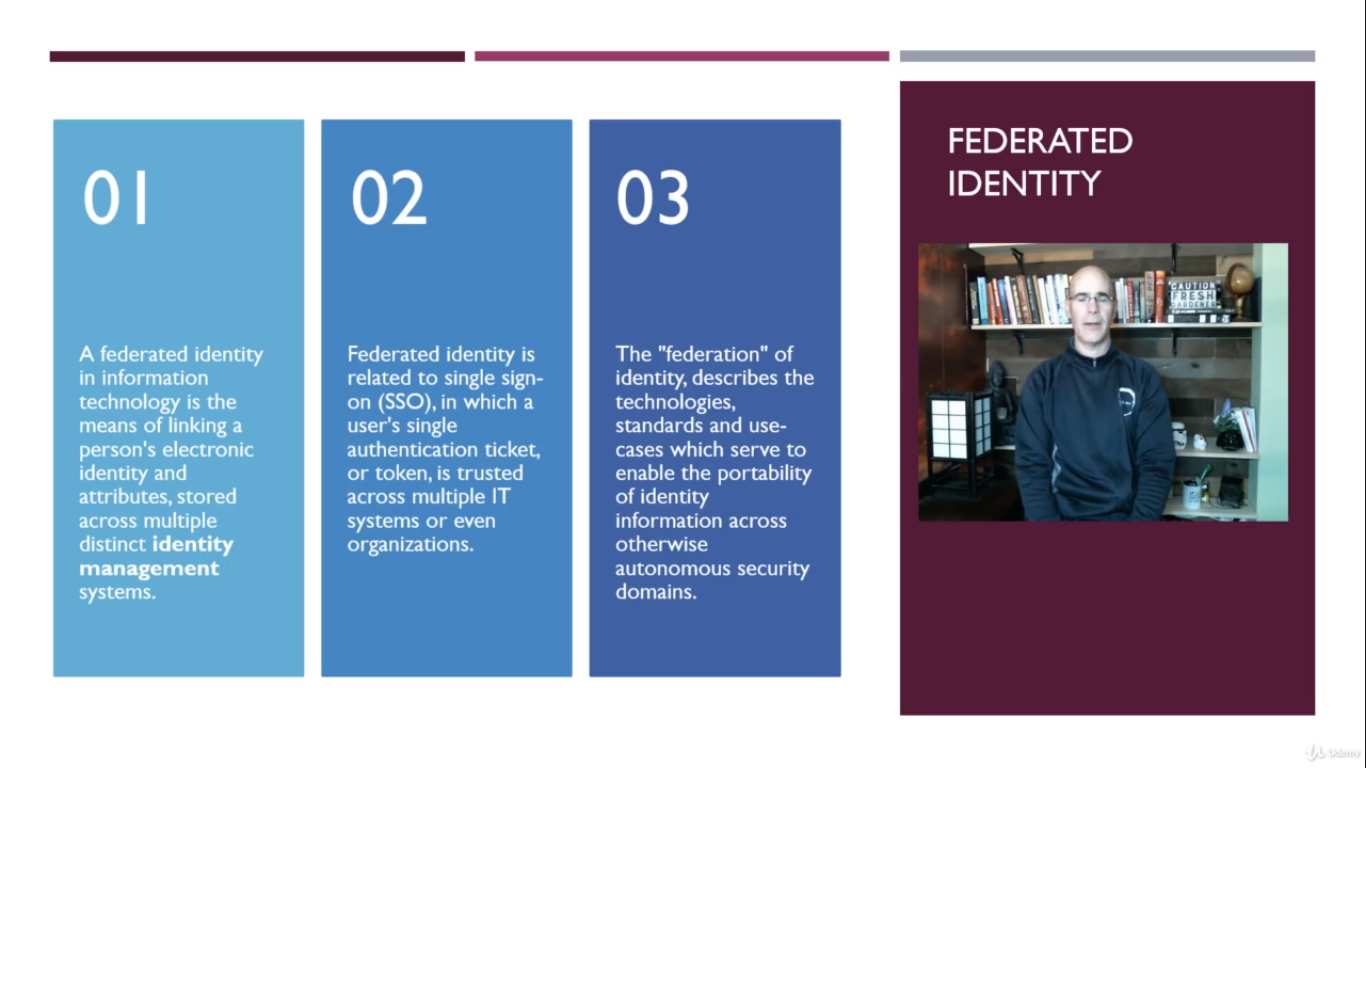 01
A federated identity
in information
technology is the
means of linking a
person's electronic
identity and
attributes, stored
across multiple
distinct identity
management
systems.
02
Federated identity is
related to single sign-
on (SSO), in which a
user's single
authentication ticket,
or token, is trusted
across multiple IT
systems or even
organizations.
03
The "federation" of
identity, describes the
technologies,
standards and use-
cases which serve to
enable the portability
of identity
information across
otherwise
autonomous security
domains.
FEDERATED
IDENTITY
CAUTION
FRESH
Udemy